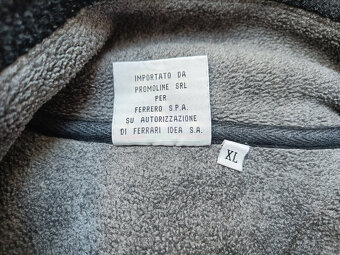 IMPORTATO DA
PROMOLINE SRL
PER
FERRERO S.P.A.
SU AUTORIZZAZIONE
DI FERRARI IDEA S.A.
XL